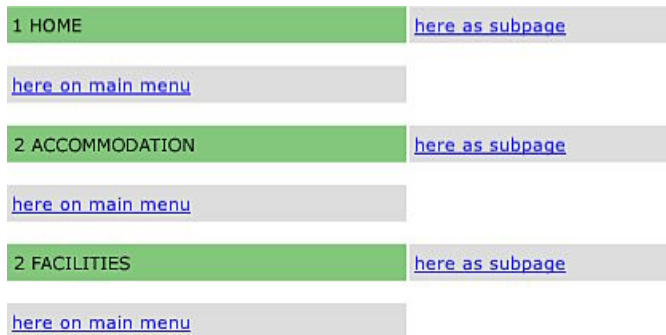 1 HOME here as subpage
here on main menu
2 ACCOMMODATION here as subpage
here on main menu
2 FACILITIES here as subpage
here on main menu